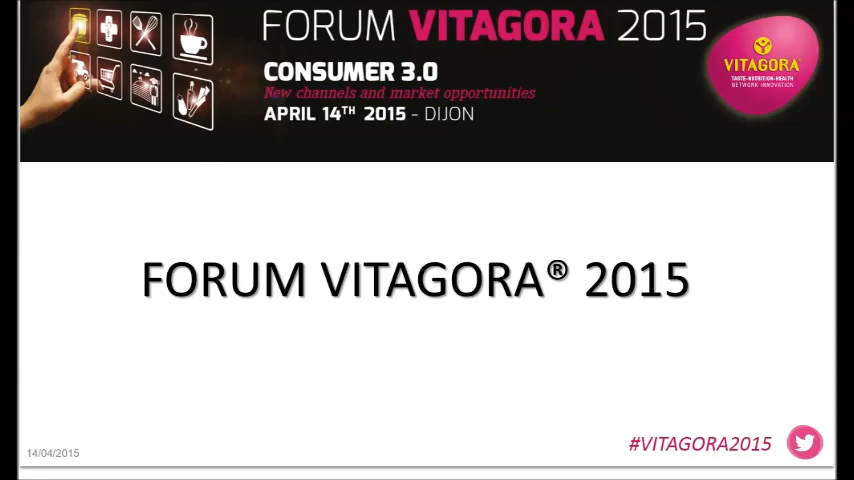 FORUM VITAGORA 2015
CONSUMER 3.0
New channels and market opportunities
APRIL 14TH 2015 - DIJON
VITAGORA
TASTE-NUTRITION-HEALTH
NETWORK INNOVATION
FORUM VITAGORA® 2015
#VITAGORA2015
14/04/2015